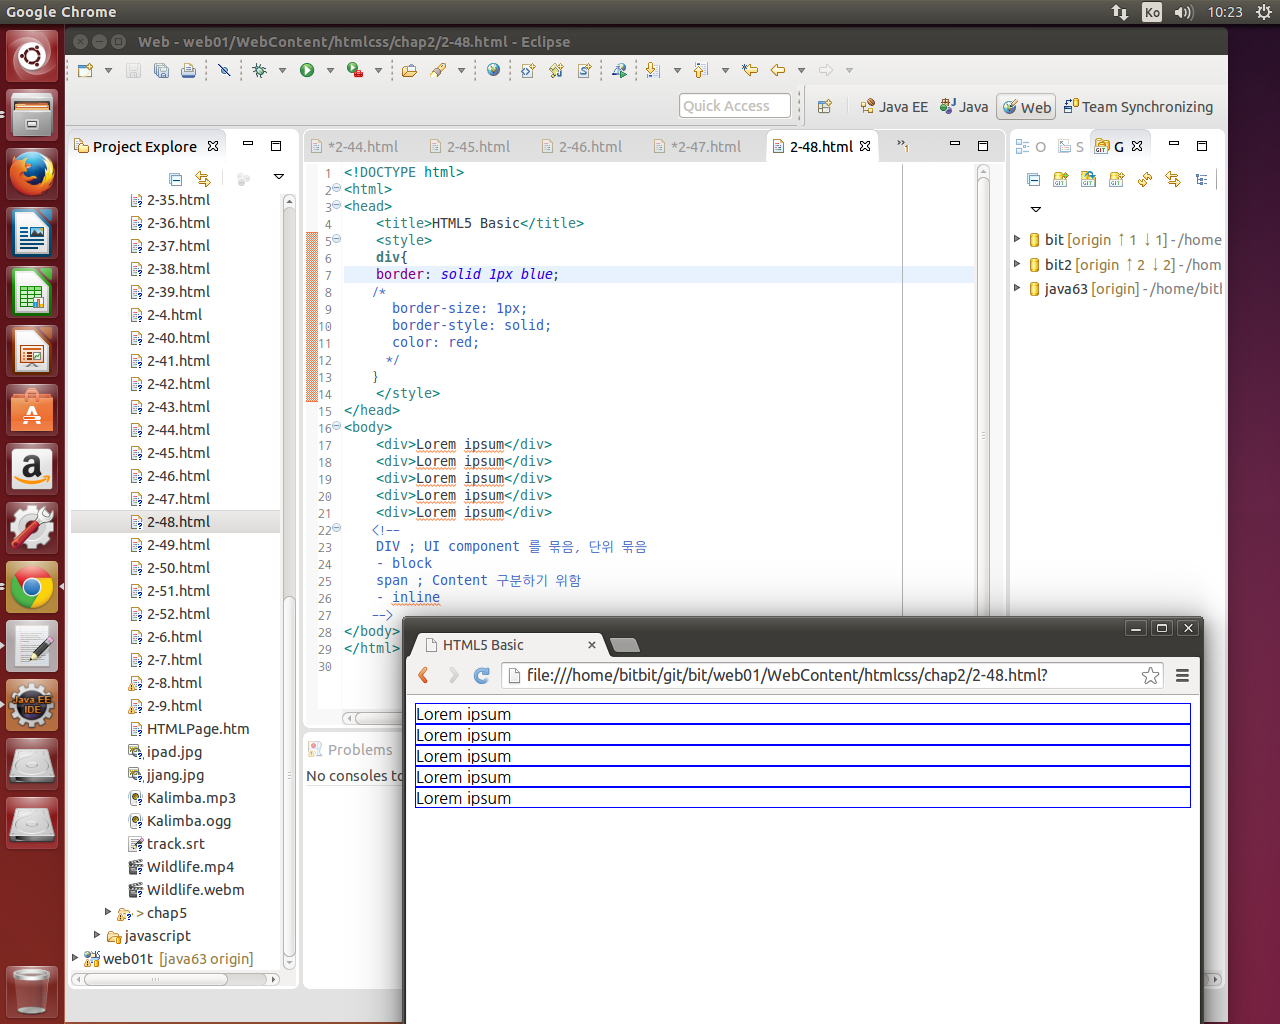 Google Chrome
Ko
10:23
Web - web01/WebContent/htmlcss/chap2/2-48.html - Eclipse
Quick Access
Java EE
Java
Web
Team Synchronizing
Project Explore
2-35.html
2-36.html
2-37.html
2-38.html
2-39.html
2-4.html
2-40.html
2-41.html
2-42.html
2-43.html
2-44.html
2-45.html
2-46.html
2-47.html
2-48.html
2-49.html
2-50.html
2-51.html
2-52.html
2-6.html
2-7.html
2-8.html
2-9.html
HTMLPage.htm
ipad.jpg
jjang.jpg
Kalimba.mp3
Kalimba.ogg
track.srt
Wildlife.mp4
Wildlife.webm
> chap5
javascript
web01t [java63 origin]
*2-44.html
2-45.html
2-46.html
*2-47.html
2-48.html
»1
1 <!DOCTYPE html>
2 <html>
3 <head>
4 <title>HTML5 Basic</title>
5 <style>
6 div{
7 border: solid 1px blue;
8 /*
9 border-size: 1px;
10 border-style: solid;
11 color: red;
12 */
13 }
14 </style>
15 </head>
16 <body>
17 <div>Lorem ipsum</div>
18 <div>Lorem ipsum</div>
19 <div>Lorem ipsum</div>
20 <div>Lorem ipsum</div>
21 <div>Lorem ipsum</div>
22 <!--
23 DIV ; UI component 를 묶음, 단위 묶음
24 - block
25 span ; Content 구분하기 위함
26 - inline
27 -->
28 </body>
29 </html>
30
O
S
G
bit [origin ↑1 ↓1] - /home
bit2 [origin ↑2 ↓2] - /hom
java63 [origin] - /home/bitb
Problems
No consoles to
HTML5 Basic
file:///home/bitbit/git/bit/web01/WebContent/htmlcss/chap2/2-48.html?
Lorem ipsum
Lorem ipsum
Lorem ipsum
Lorem ipsum
Lorem ipsum
Java EE
IDE